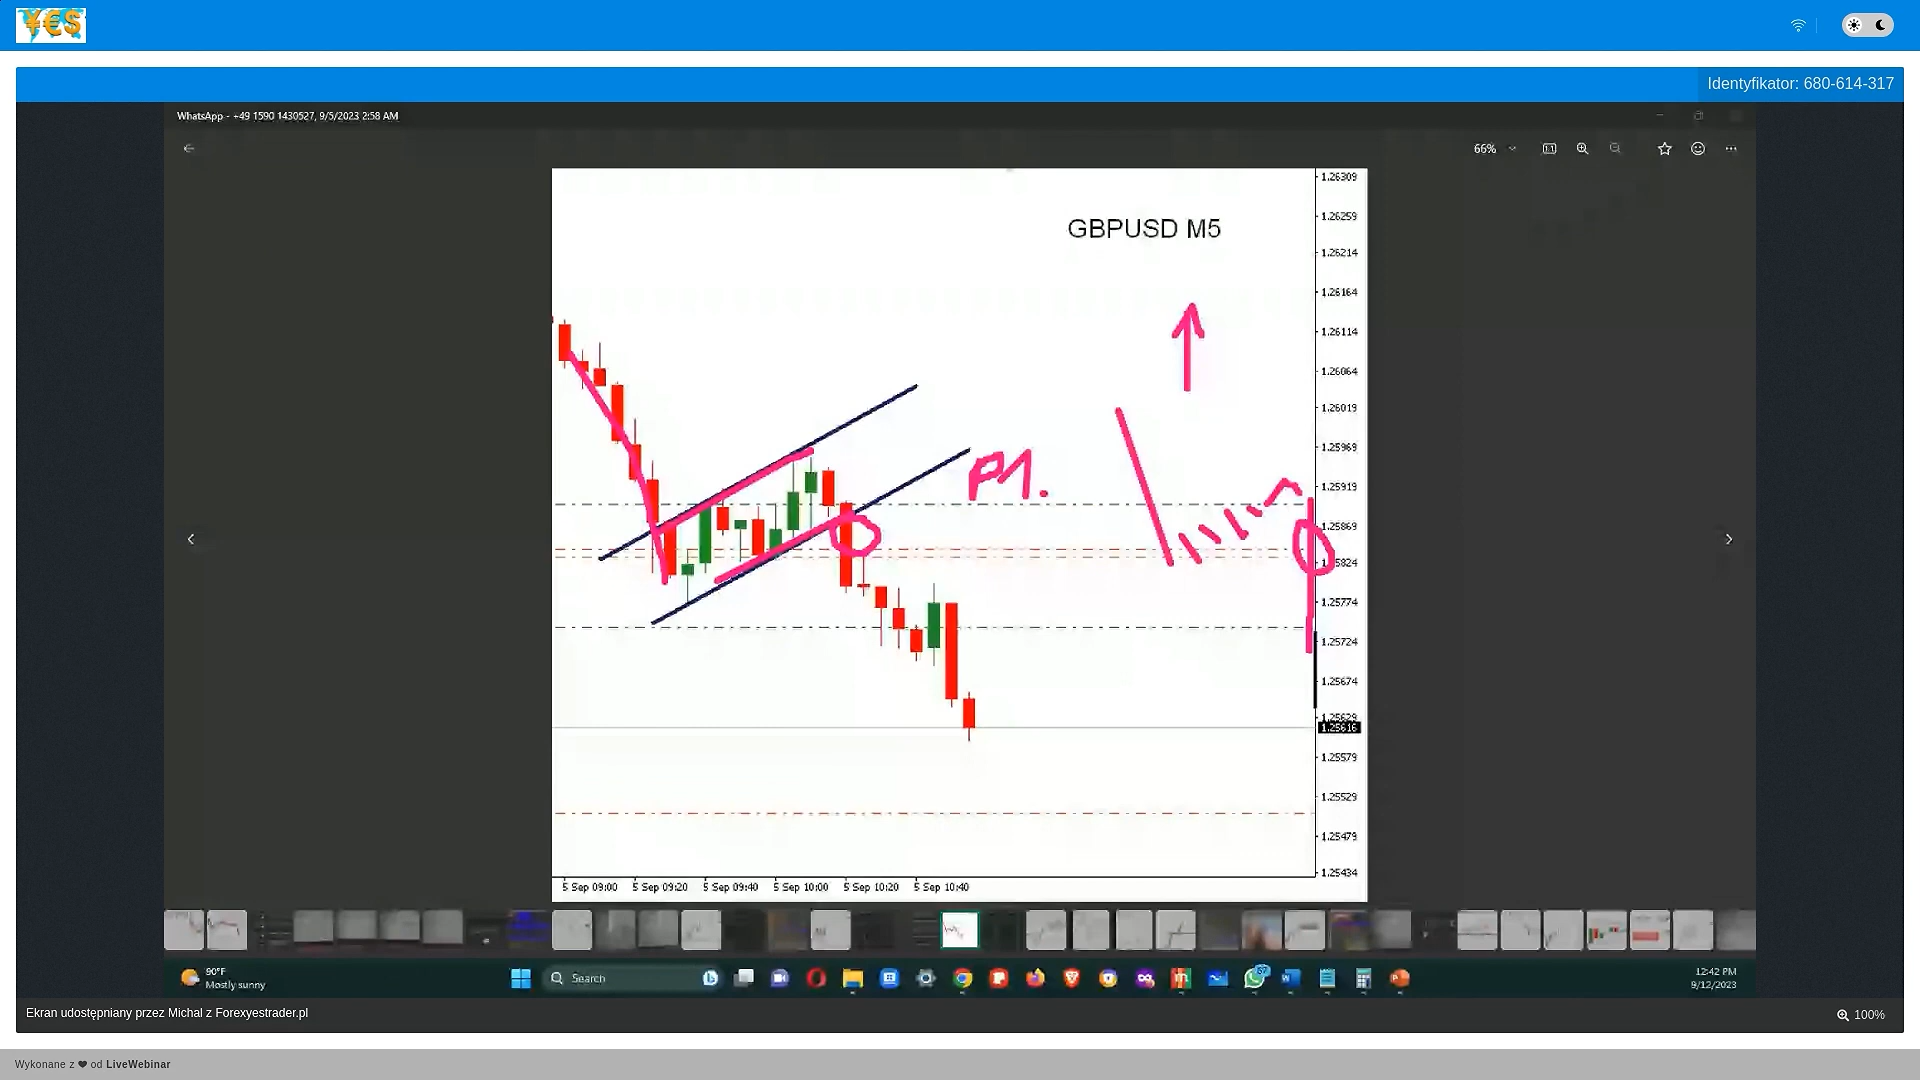 ¥€$
Identyfikator: 680-614-317
WhatsApp - +49 1590 1430527, 9/5/2023 2:58 AM
66%
GBPUSD M5
P1.
1.26309
1.26259
1.26214
1.26164
1.26114
1.26064
1.26019
1.25969
1.25919
1.25869
1.25824
1.25774
1.25724
1.25674
1.25629
1.25616
1.25579
1.25529
1.25479
1.25434
5 Sep 09:00 5 Sep 09:20 5 Sep 09:40 5 Sep 10:00 5 Sep 10:20 5 Sep 10:40
90°F
Mostly sunny
Search
12:42 PM
9/12/2023
Ekran udostępniany przez Michal z Forexyestrader.pl
100%
Wykonane z ❤ od LiveWebinar